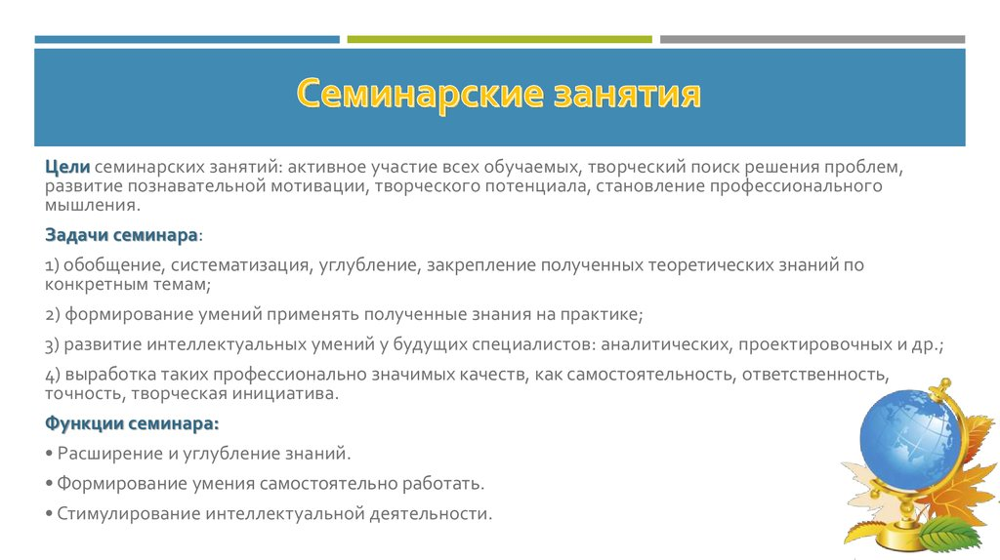 Семинарские занятия
Цели семинарских занятий: активное участие всех обучаемых, творческий поиск решения проблем,
развитие познавательной мотивации, творческого потенциала, становление профессионального
мышления.
Задачи семинара:
1) обобщение, систематизация, углубление, закрепление полученных теоретических знаний по
конкретным темам;
2) формирование умений применять полученные знания на практике;
3) развитие интеллектуальных умений у будущих специалистов: аналитических, проектировочных и др.;
4) выработка таких профессионально значимых качеств, как самостоятельность, ответственность,
точность, творческая инициатива.
Функции семинара:
• Расширение и углубление знаний.
• Формирование умения самостоятельно работать.
• Стимулирование интеллектуальной деятельности.